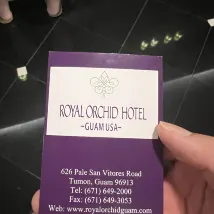 ROYAL ORCHID HOTEL
~GUAM USA~
626 Pale San Vitores Road
Tumon, Guam 96913
Tel: (671) 649-2000
Fax: (671) 649-3053
Web: www.royalorchidguam.com